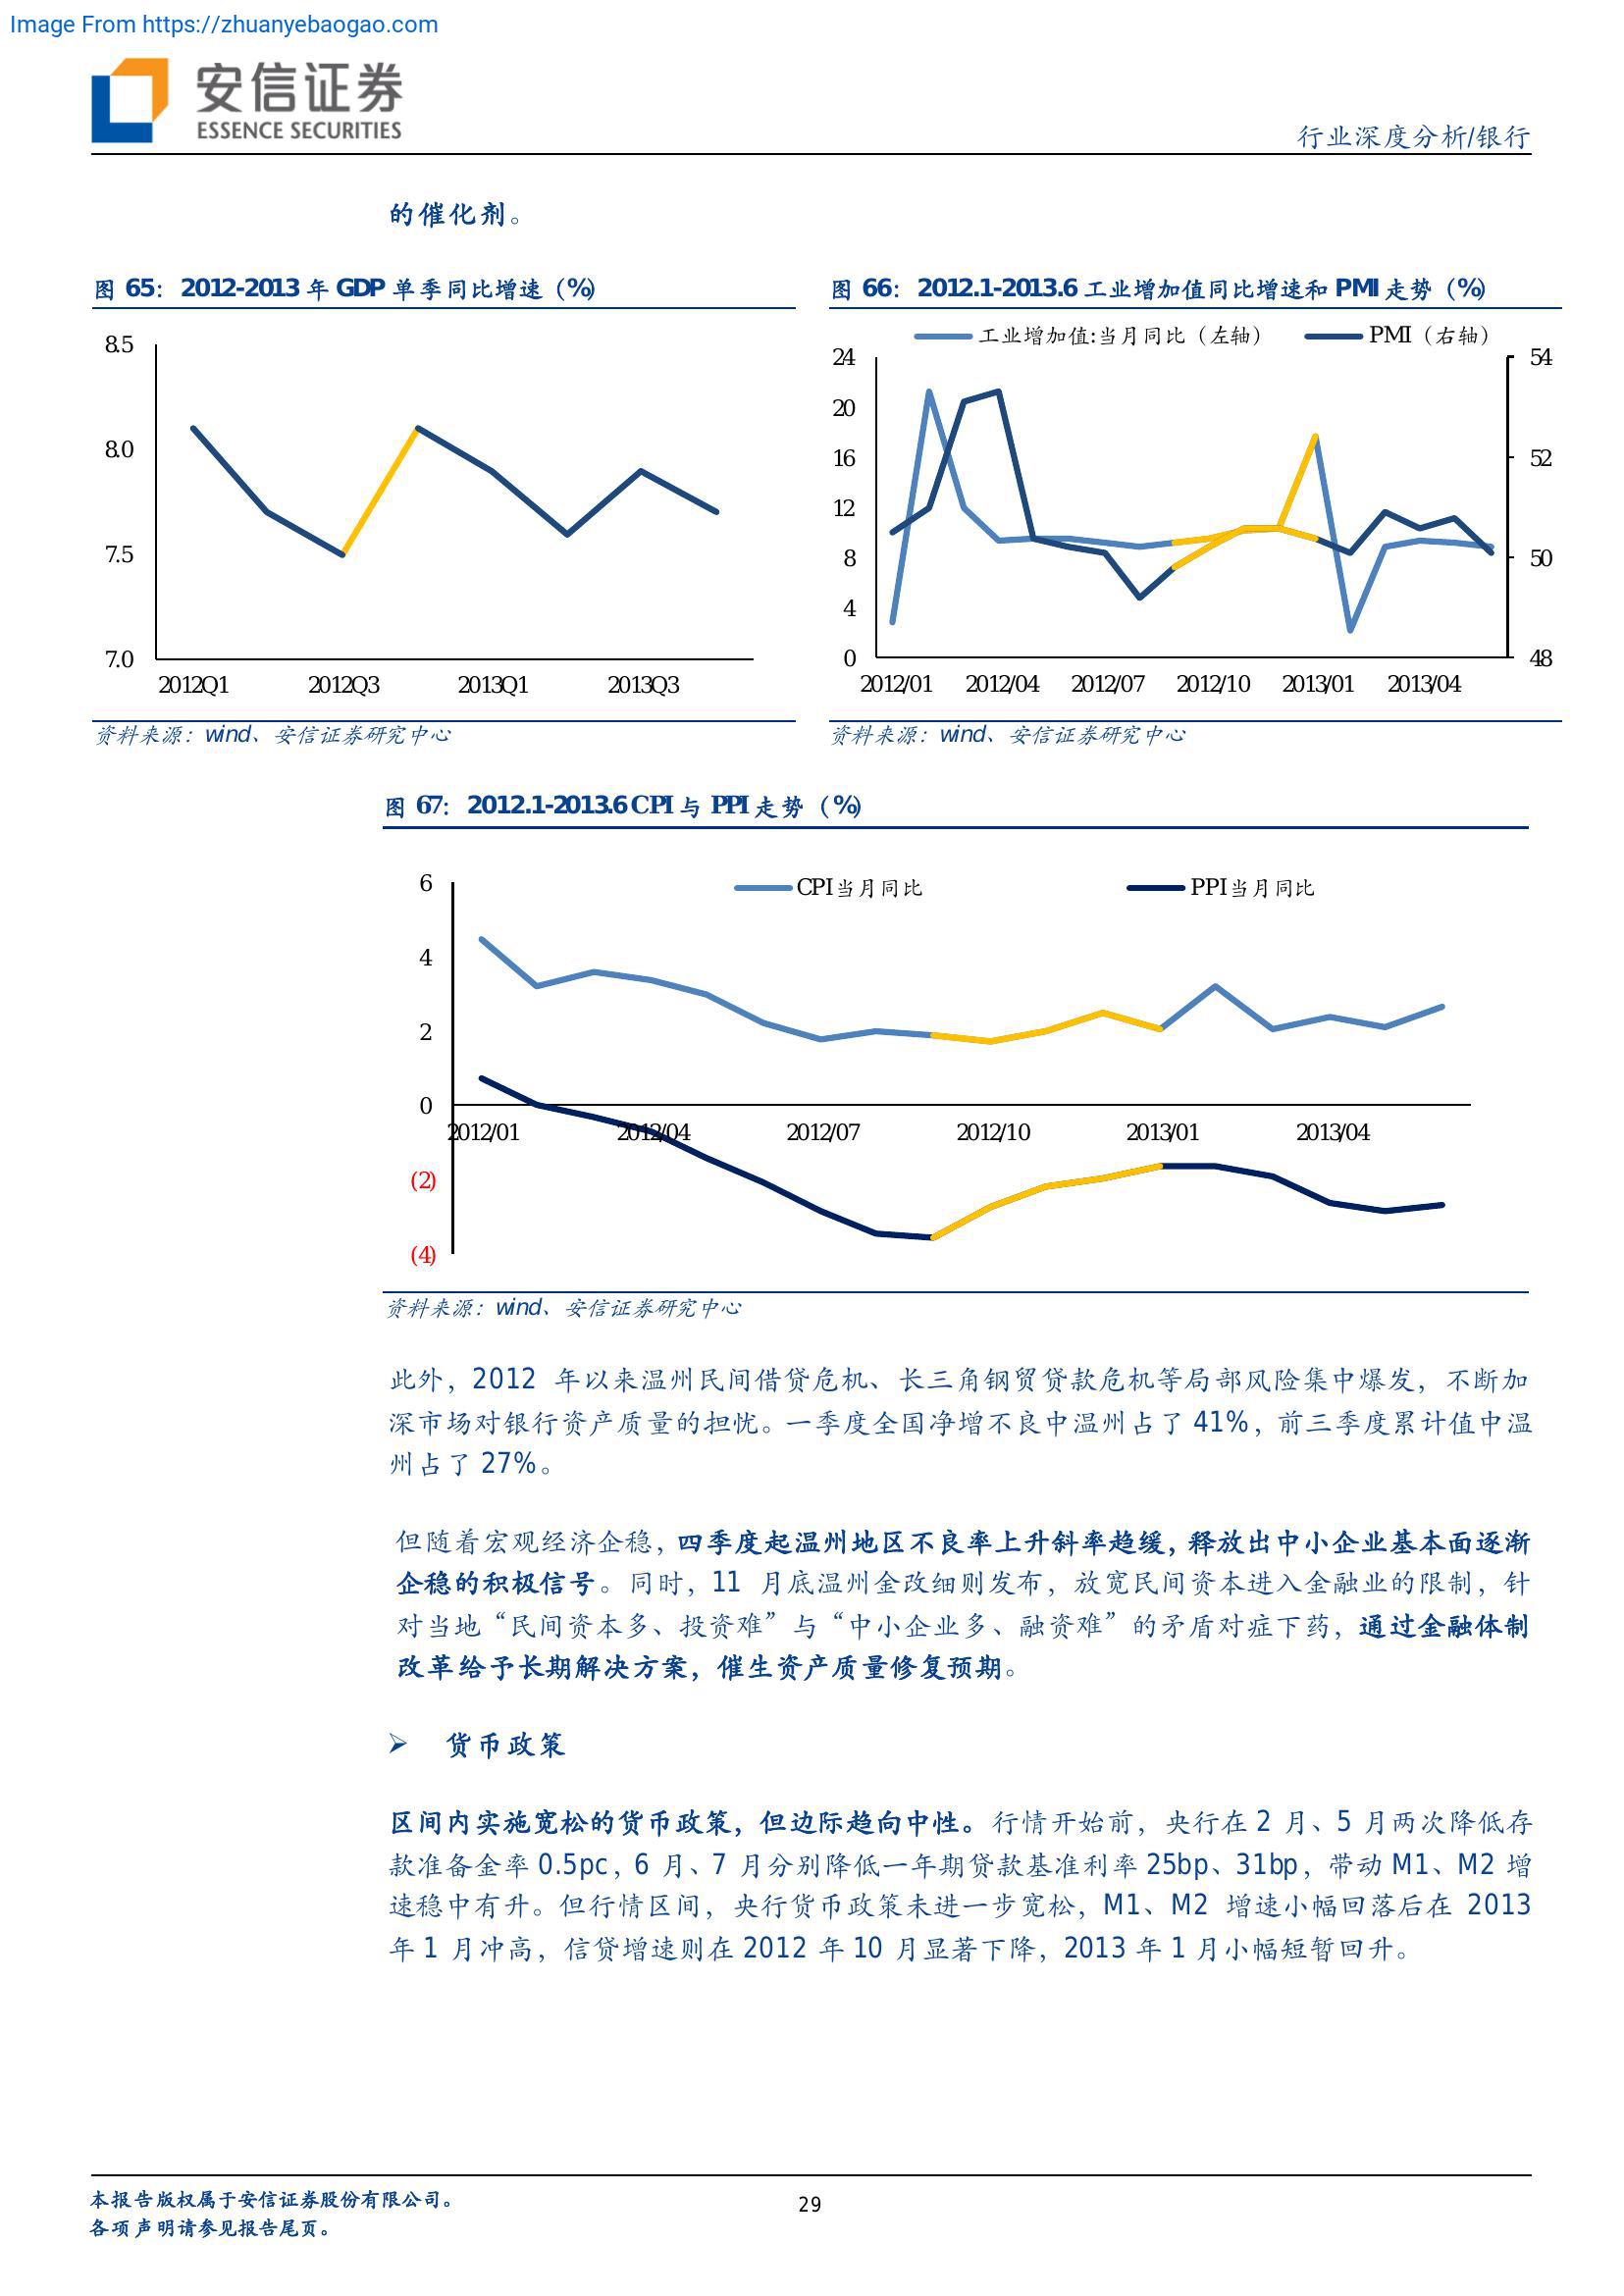 Image From https://zhuanyebaogao.com
安信证券
ESSENCE SECURITIES
行业深度分析/银行
的催化剂。
图 65：2012-2013 年 GDP 单季同比增速（%）
8.5
8.0
7.5
7.0
2012Q1 2012Q3 2013Q1 2013Q3
资料来源：wind、安信证券研究中心
图 66：2012.1-2013.6 工业增加值同比增速和 PMI 走势（%）
工业增加值:当月同比（左轴） PMI（右轴）
24 54
20
16 52
12
8 50
4
0 48
2012/01 2012/04 2012/07 2012/10 2013/01 2013/04
资料来源：wind、安信证券研究中心
图 67：2012.1-2013.6 CPI 与 PPI 走势（%）
CPI当月同比 PPI当月同比
6
4
2
0
2012/01 2012/04 2012/07 2012/10 2013/01 2013/04
(2)
(4)
资料来源：wind、安信证券研究中心
此外，2012 年以来温州民间借贷危机、长三角钢贸贷款危机等局部风险集中爆发，不断加
深市场对银行资产质量的担忧。一季度全国净增不良中温州占了 41%，前三季度累计值中温
州占了 27%。
但随着宏观经济企稳，四季度起温州地区不良率上升斜率趋缓，释放出中小企业基本面逐渐
企稳的积极信号。同时，11 月底温州金改细则发布，放宽民间资本进入金融业的限制，针
对当地“民间资本多、投资难”与“中小企业多、融资难”的矛盾对症下药，通过金融体制
改革给予长期解决方案，催生资产质量修复预期。
➢ 货币政策
区间内实施宽松的货币政策，但边际趋向中性。行情开始前，央行在 2 月、5 月两次降低存
款准备金率 0.5pc，6 月、7 月分别降低一年期贷款基准利率 25bp、31bp，带动 M1、M2 增
速稳中有升。但行情区间，央行货币政策未进一步宽松，M1、M2 增速小幅回落后在 2013
年 1 月冲高，信贷增速则在 2012 年 10 月显著下降，2013 年 1 月小幅短暂回升。
本报告版权属于安信证券股份有限公司。
各项声明请参见报告尾页。
29